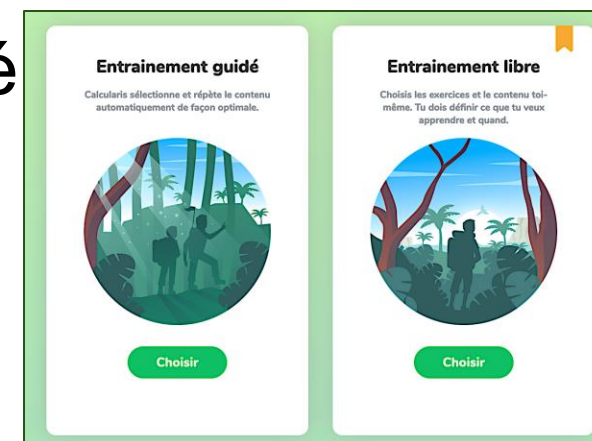 é
Entrainement guidé
Calcularis sélectionne et répète le contenu
automatiquement de façon optimale.
Choisir
Entrainement libre
Choisis les exercices et le contenu toi-
même. Tu dois définir ce que tu veux
apprendre et quand.
Choisir